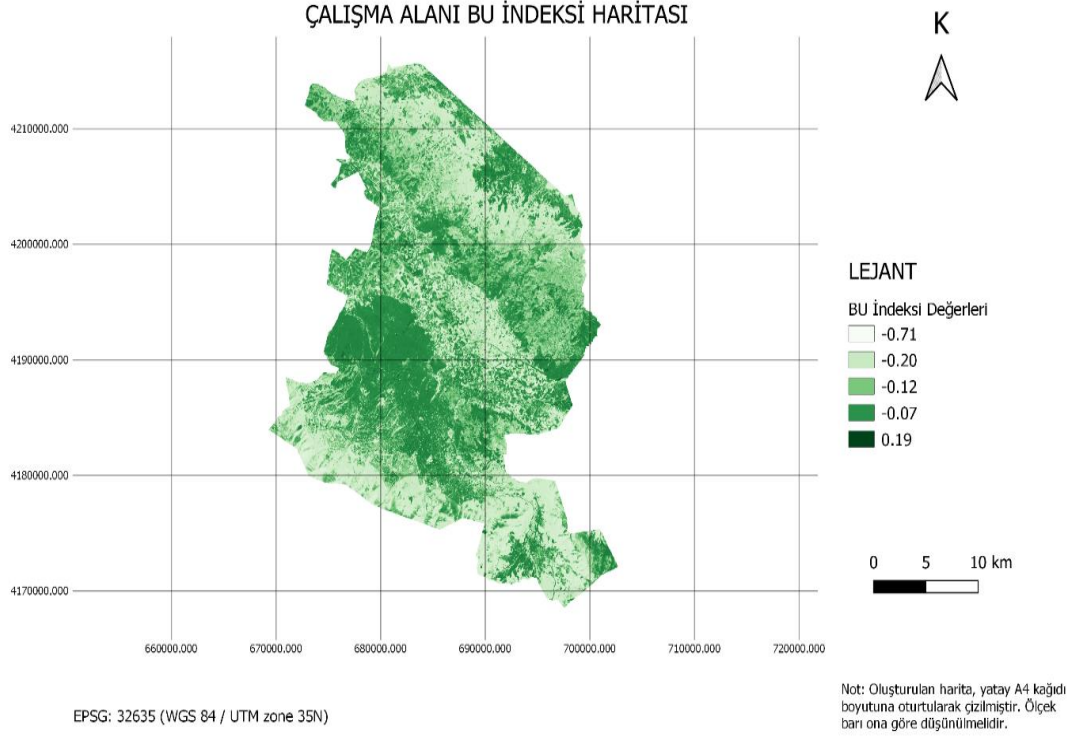 ÇALIŞMA ALANI BU İNDEKSİ HARİTASI
K
4210000.000
4200000.000
4190000.000
4180000.000
4170000.000
660000.000
670000.000
680000.000
690000.000
700000.000
710000.000
720000.000
LEJANT
BU İndeksi Değerleri
-0.71
-0.20
-0.12
-0.07
0.19
0 5 10 km
EPSG: 32635 (WGS 84 / UTM zone 35N)
Not: Oluşturulan harita, yatay A4 kağıdı
boyutuna oturtularak çizilmiştir. Ölçek
barı ona göre düşünülmelidir.